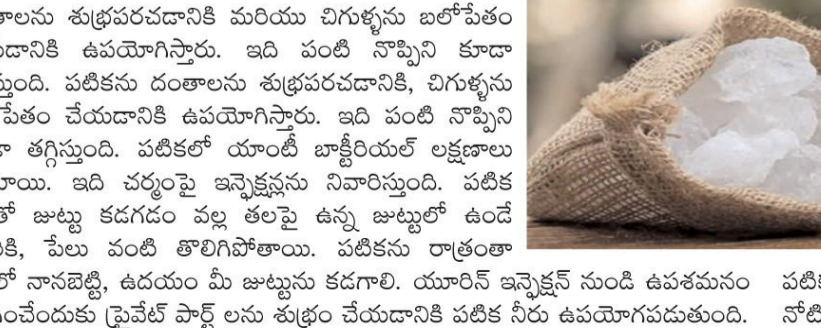 శుభ్రపరచడానికి మరియు చిగుళ్ళను బలోపేతం
ఉపయోగిస్తారు. ఇది పంటి నొప్పిని కూడా
పటికను దంతాలను శుభ్రపరచడానికి, చిగుళ్ళను
చేయడానికి ఉపయోగిస్తారు. ఇది పంటి నొప్పిని
తగ్గిస్తుంది. పటికలో యాంటీ బాక్టీరియల్ లక్షణాలు
ఇది చర్మంపై ఇన్ఫెక్షన్లను నివారిస్తుంది. పటిక
జుట్టు కడగడం వల్ల తలపై ఉన్న జుట్టులో ఉండే
పేలు వంటి తొలిగిపోతాయి. పటికను రాత్రంతా
నానబెట్టి, ఉదయం మీ జుట్టును కడగాలి. యూరిన్ ఇన్ఫెక్షన్ నుండి ఉపశమనం
ప్రైవేట్ పార్ట్ లను శుభ్రం చేయడానికి పటిక నీరు ఉపయోగపడుతుంది.